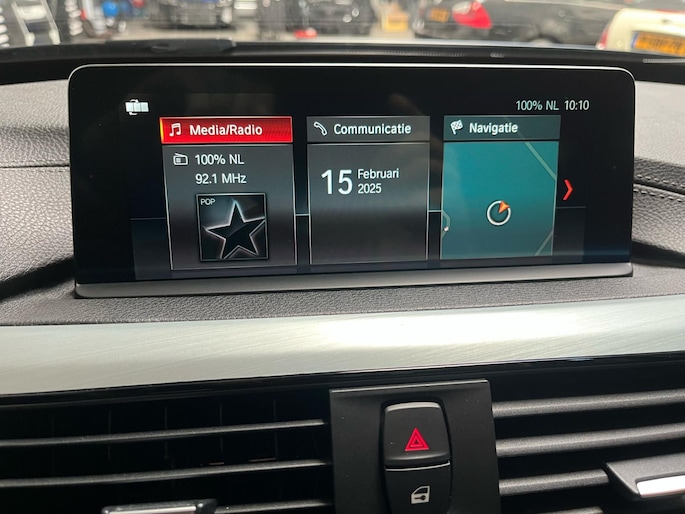 100% NL 10:10
Media/Radio
100% NL
92.1 MHz
POP
Communicatie
15 Februari
2025
Navigatie